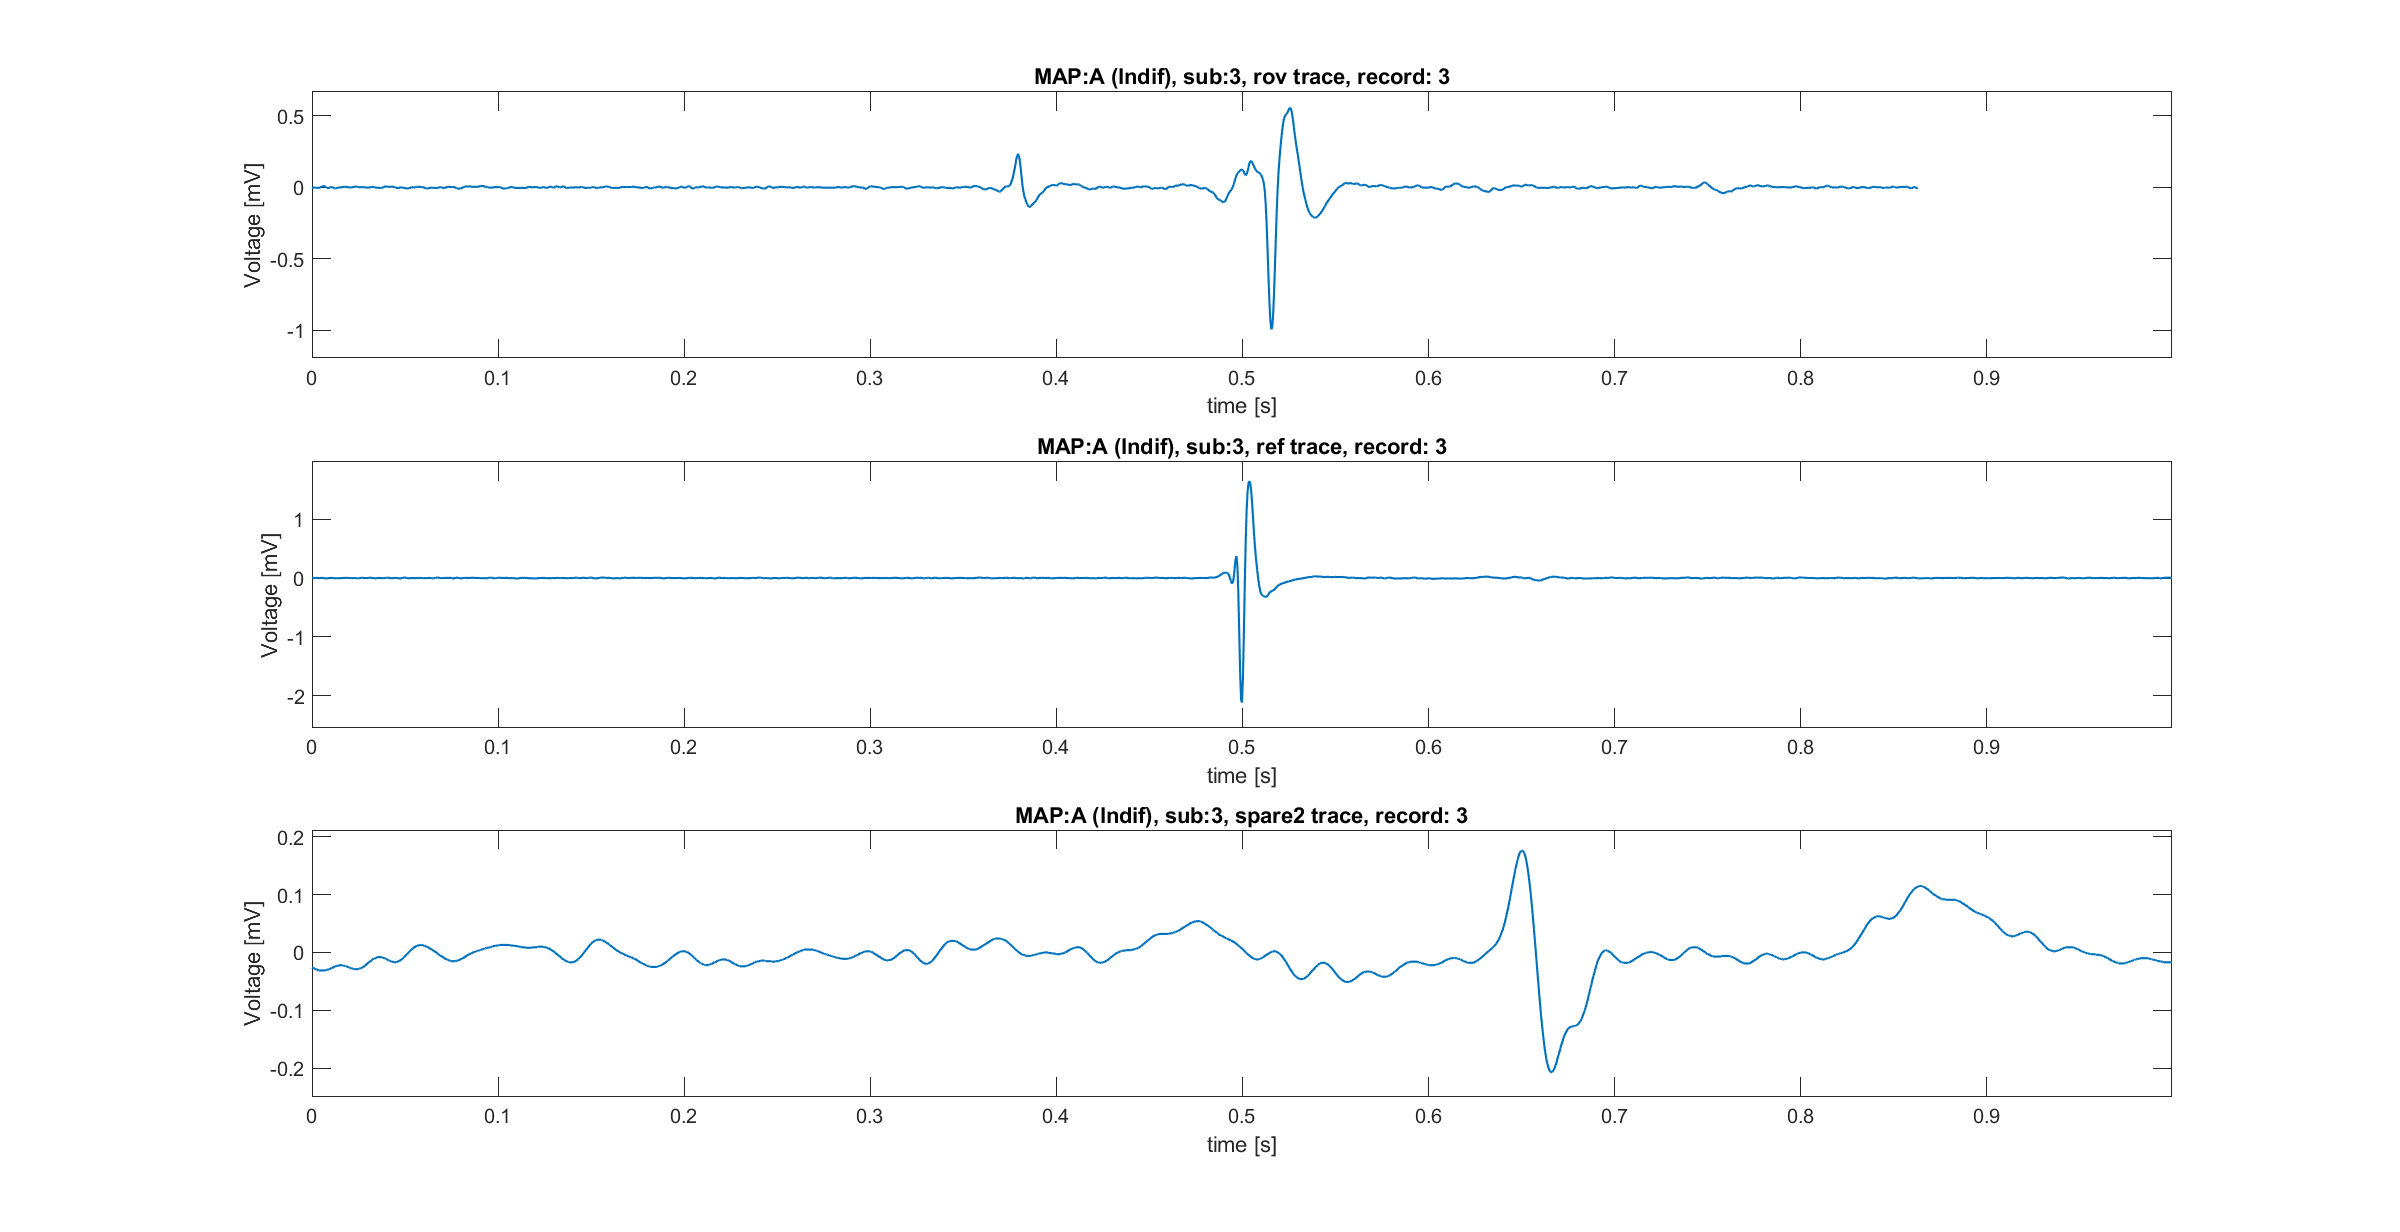 MAP:A (Indif), sub:3, rov trace, record: 3
0.5
0
-0.5
-1
Voltage [mV]
0 0.1 0.2 0.3 0.4 0.5 0.6 0.7 0.8 0.9
time [s]
MAP:A (Indif), sub:3, ref trace, record: 3
1
0
-1
-2
Voltage [mV]
0 0.1 0.2 0.3 0.4 0.5 0.6 0.7 0.8 0.9
time [s]
MAP:A (Indif), sub:3, spare2 trace, record: 3
0.2
0.1
0
-0.1
-0.2
Voltage [mV]
0 0.1 0.2 0.3 0.4 0.5 0.6 0.7 0.8 0.9
time [s]